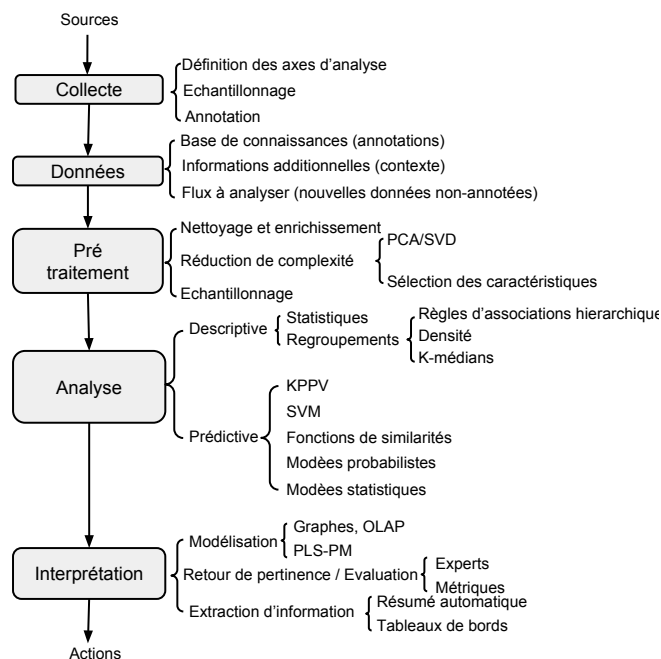 Sources
Collecte
Définition des axes d'analyse
Echantillonnage
Annotation
Données
Base de connaissances (annotations)
Informations additionnelles (contexte)
Flux à analyser (nouvelles données non-annotées)
Pré
traitement
Nettoyage et enrichissement
Réduction de complexité
PCA/SVD
Sélection des caractéristiques
Echantillonnage
Analyse
Descriptive
Statistiques
Regroupements
Règles d'associations hierarchique
Densité
K-médians
Prédictive
KPPV
SVM
Fonctions de similarités
Modèes probabilistes
Modèes statistiques
Interprétation
Modélisation
Graphes, OLAP
PLS-PM
Retour de pertinence / Evaluation
Experts
Métriques
Extraction d'information
Résumé automatique
Tableaux de bords
Actions